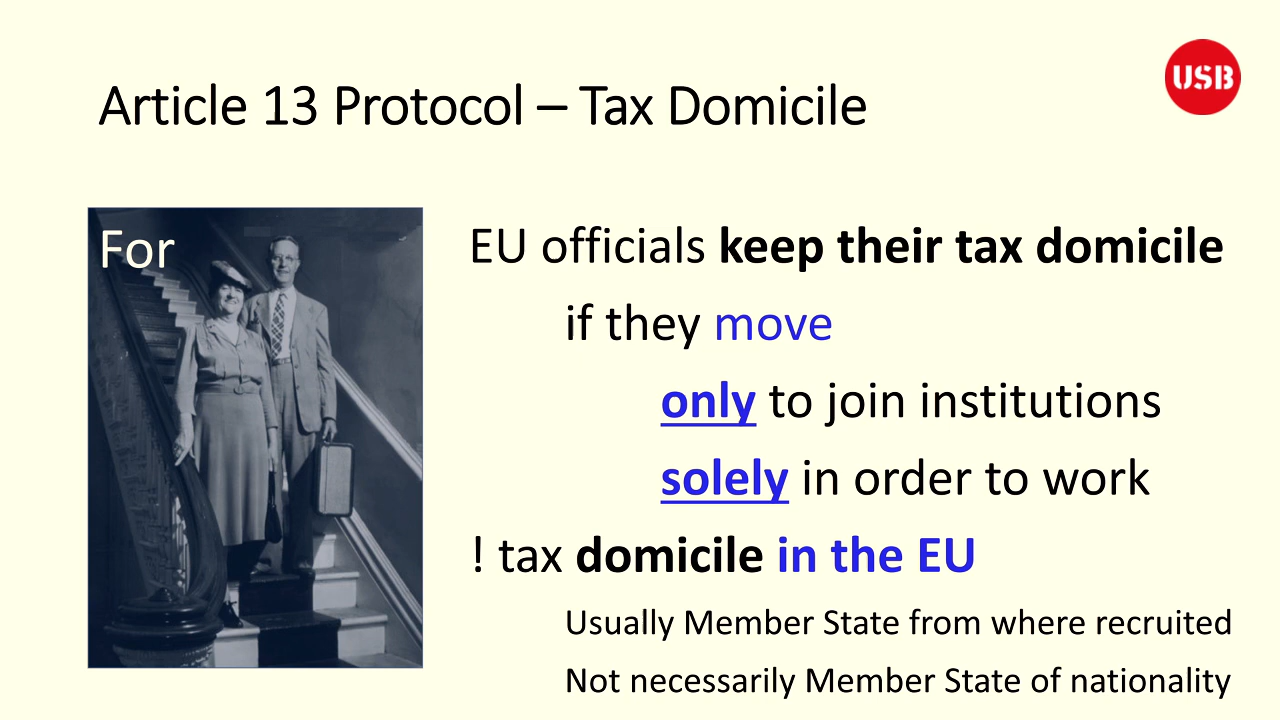 USB
Article 13 Protocol – Tax Domicile
For
EU officials keep their tax domicile
if they move
only to join institutions
solely in order to work
! tax domicile in the EU
Usually Member State from where recruited
Not necessarily Member State of nationality